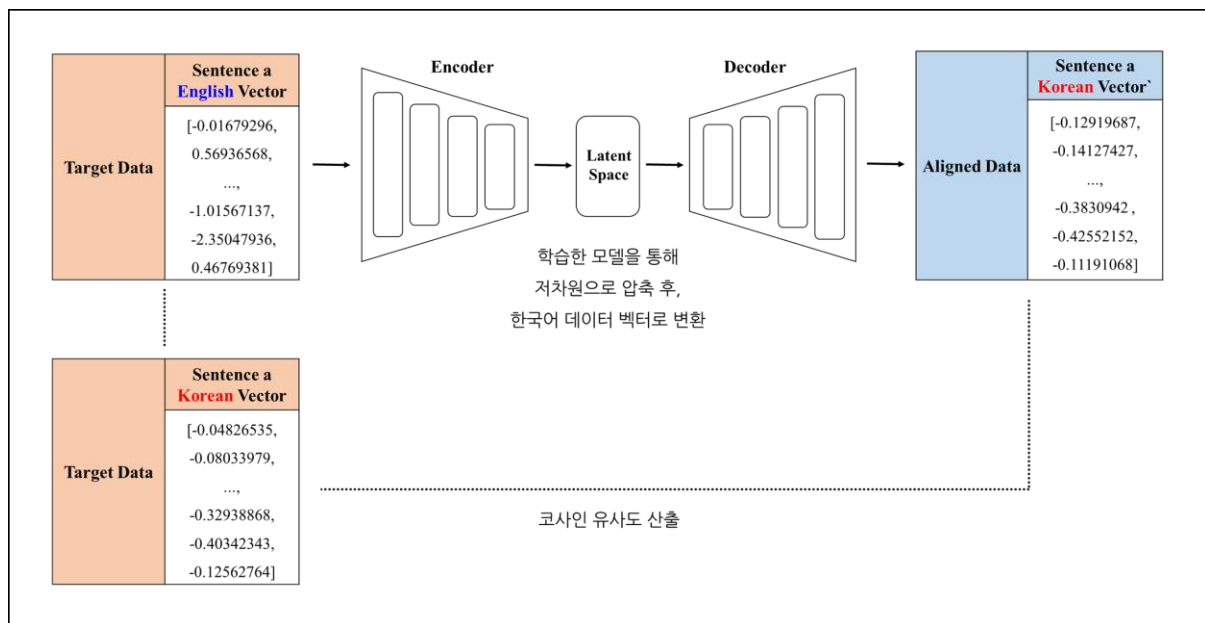 Sentence a
English Vector
Target Data
[-0.01679296,
0.56936568,
...,
-1.01567137,
-2.35047936,
0.46769381]
Encoder
Latent
Space
Decoder
학습한 모델을 통해
저차원으로 압축 후,
한국어 데이터 벡터로 변환
Sentence a
Korean Vector`
Aligned Data
[-0.12919687,
-0.14127427,
...,
-0.3830942 ,
-0.42552152,
-0.11191068]
Sentence a
Korean Vector
Target Data
[-0.04826535,
-0.08033979,
...,
-0.32938868,
-0.40342343,
-0.12562764]
코사인 유사도 산출